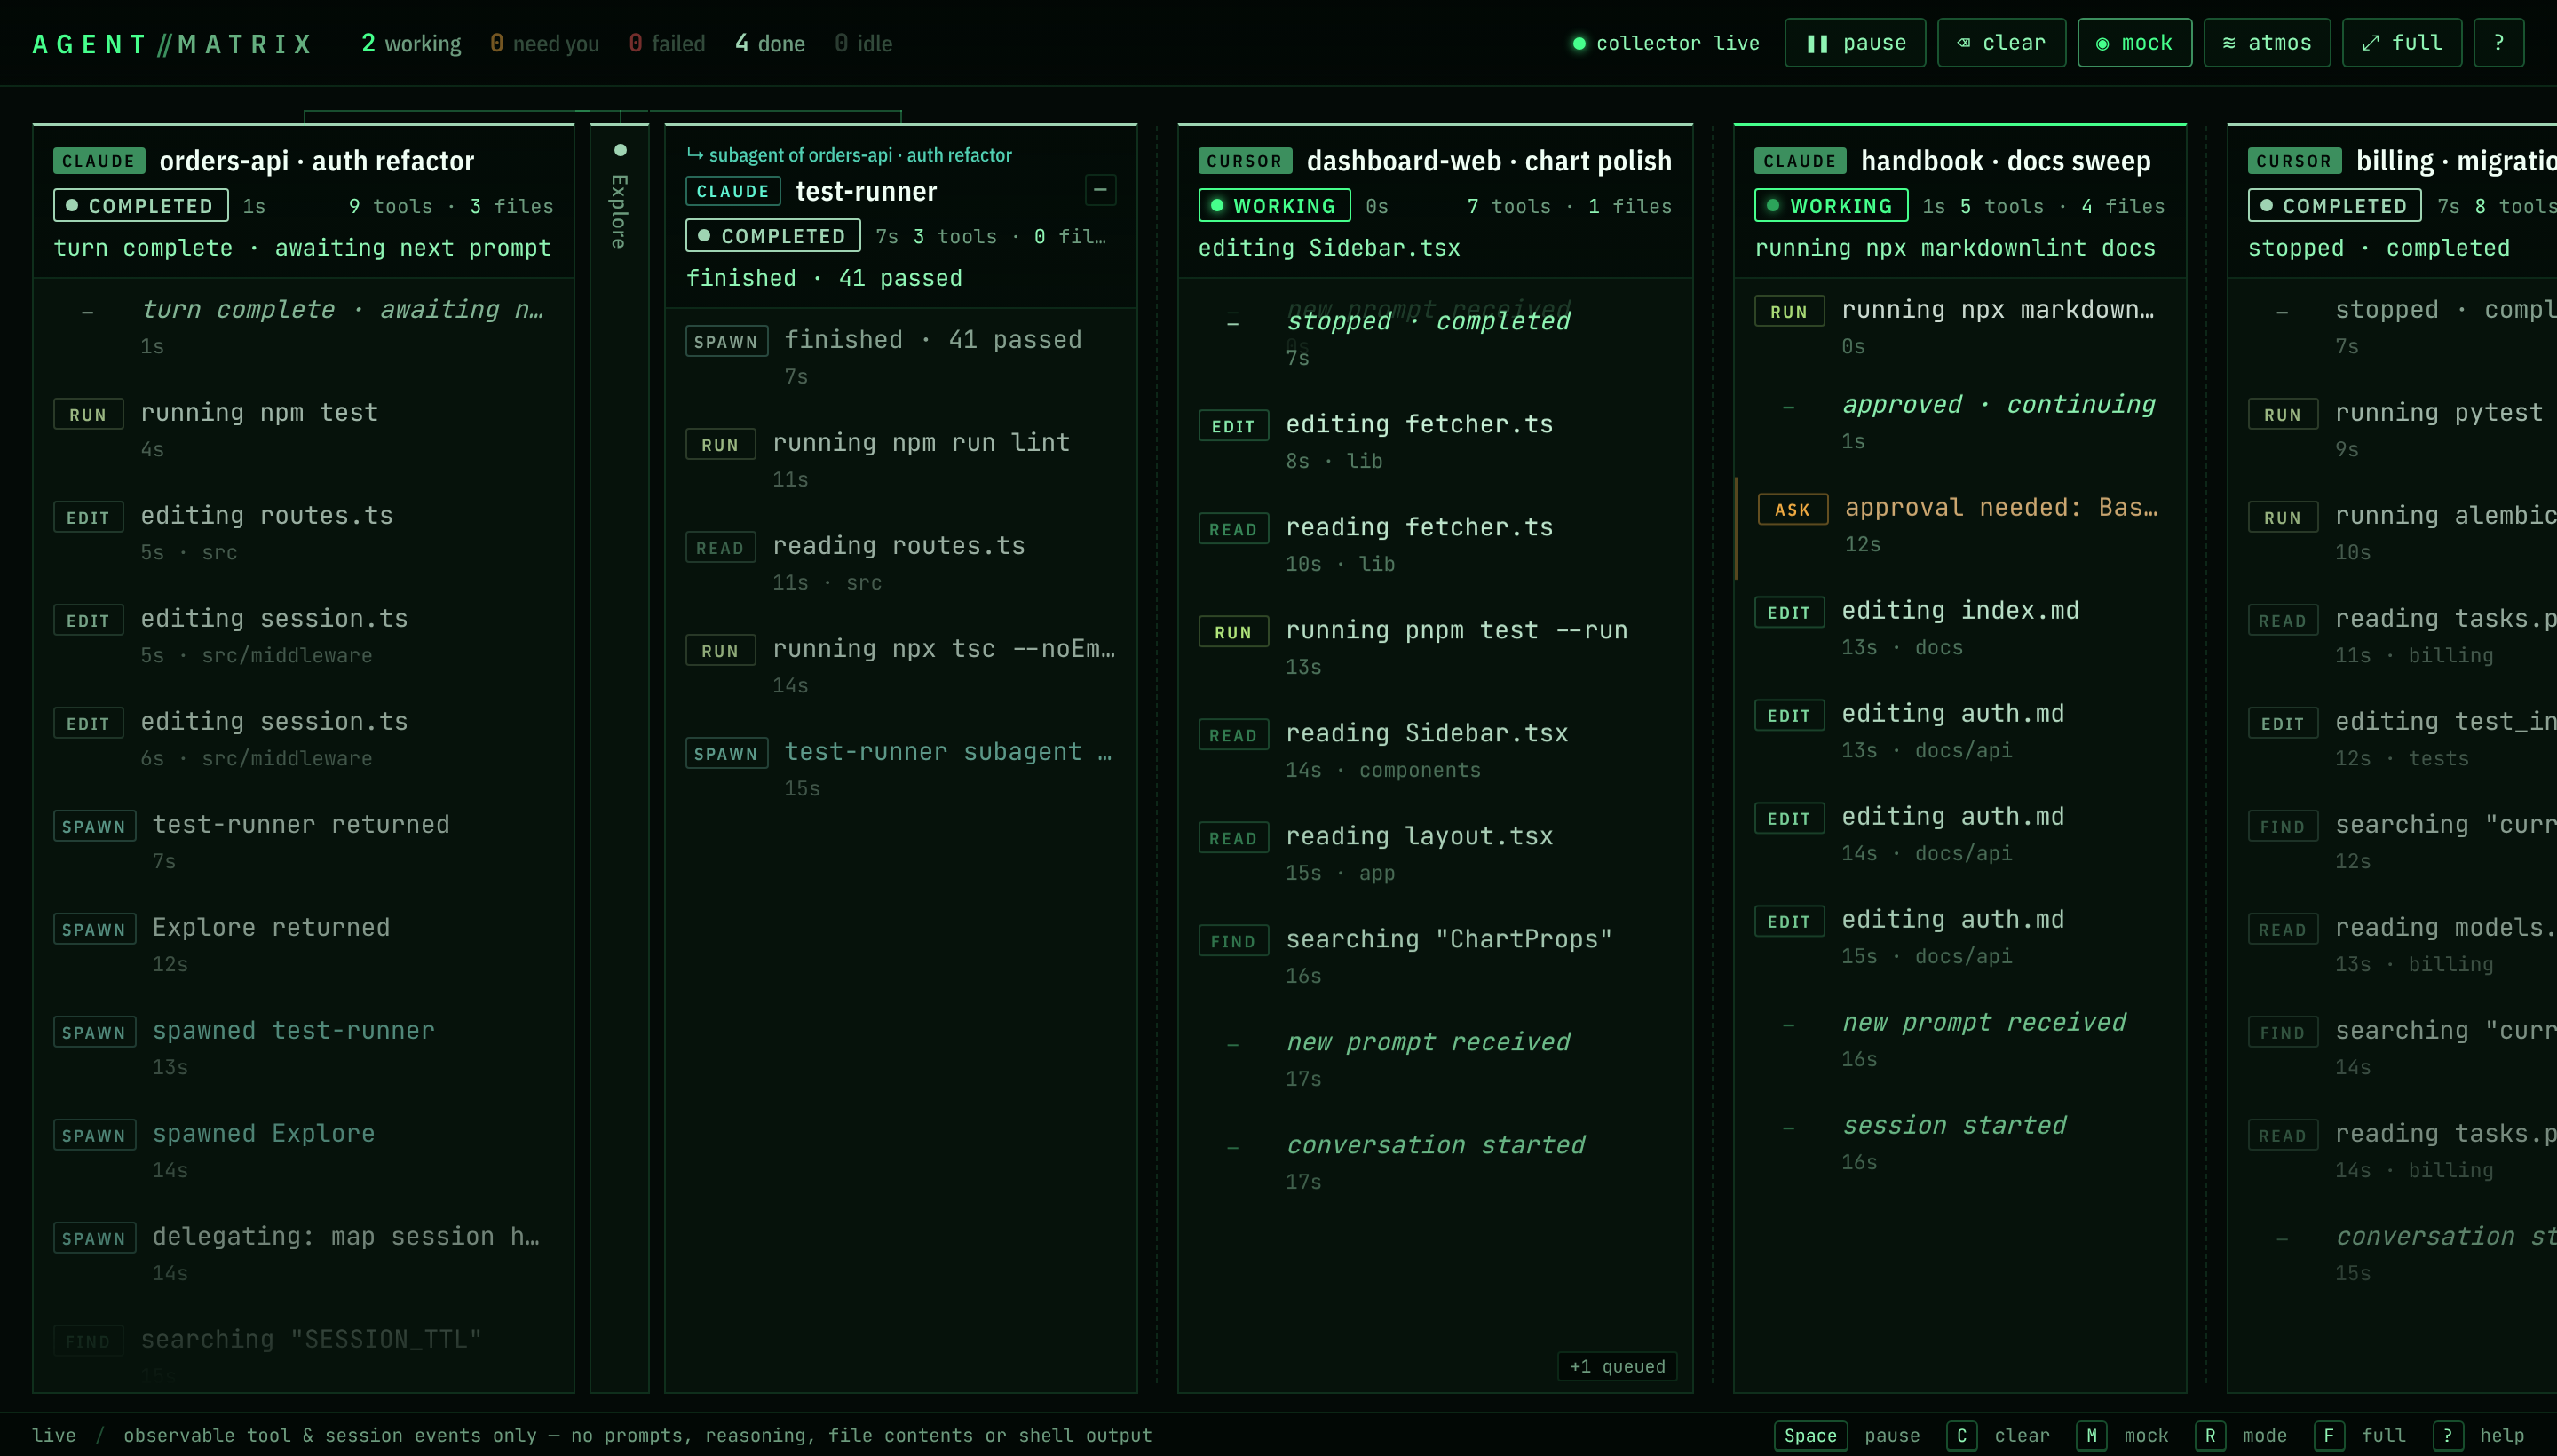 AGENT//MATRIX
2 working 0 need you 0 failed 4 done 0 idle
collector live
pause
clear
mock
atmos
full
?
CLAUDE orders-api · auth refactor
COMPLETED 1s 9 tools · 3 files
turn complete · awaiting next prompt
— turn complete · awaiting n…
1s
RUN running npm test
4s
EDIT editing routes.ts
5s · src
EDIT editing session.ts
5s · src/middleware
EDIT editing session.ts
6s · src/middleware
SPAWN test-runner returned
7s
SPAWN Explore returned
12s
SPAWN spawned test-runner
13s
SPAWN spawned Explore
14s
SPAWN delegating: map session h…
14s
FIND searching "SESSION_TTL"
15s
Explore
↳ subagent of orders-api · auth refactor
CLAUDE test-runner —
COMPLETED 7s 3 tools · 0 fil…
finished · 41 passed
SPAWN finished · 41 passed
7s
RUN running npm run lint
11s
READ reading routes.ts
11s · src
RUN running npx tsc --noEm…
14s
SPAWN test-runner subagent …
15s
CURSOR dashboard-web · chart polish
WORKING 0s 7 tools · 1 files
editing Sidebar.tsx
— new prompt received
0s
— stopped · completed
7s
EDIT editing fetcher.ts
8s · lib
READ reading fetcher.ts
10s · lib
RUN running pnpm test --run
13s
READ reading Sidebar.tsx
14s · components
READ reading layout.tsx
15s · app
FIND searching "ChartProps"
16s
— new prompt received
17s
— conversation started
17s
+1 queued
CLAUDE handbook · docs sweep
WORKING 1s 5 tools · 4 files
running npx markdownlint docs
RUN running npx markdown…
0s
— approved · continuing
1s
ASK approval needed: Bas…
12s
EDIT editing index.md
13s · docs
EDIT editing auth.md
13s · docs/api
EDIT editing auth.md
14s · docs/api
EDIT editing auth.md
15s · docs/api
— new prompt received
16s
— session started
16s
CURSOR billing · migratio
COMPLETED 7s 8 tools
stopped · completed
— stopped · compl
7s
RUN running pytest
9s
RUN running alembic
10s
READ reading tasks.p
11s · billing
EDIT editing test_in
12s · tests
FIND searching "curr
12s
READ reading models.
13s · billing
FIND searching "curr
14s
READ reading tasks.p
14s · billing
— conversation st
15s
live / observable tool & session events only — no prompts, reasoning, file contents or shell output
Space pause C clear M mock R mode F full ? help